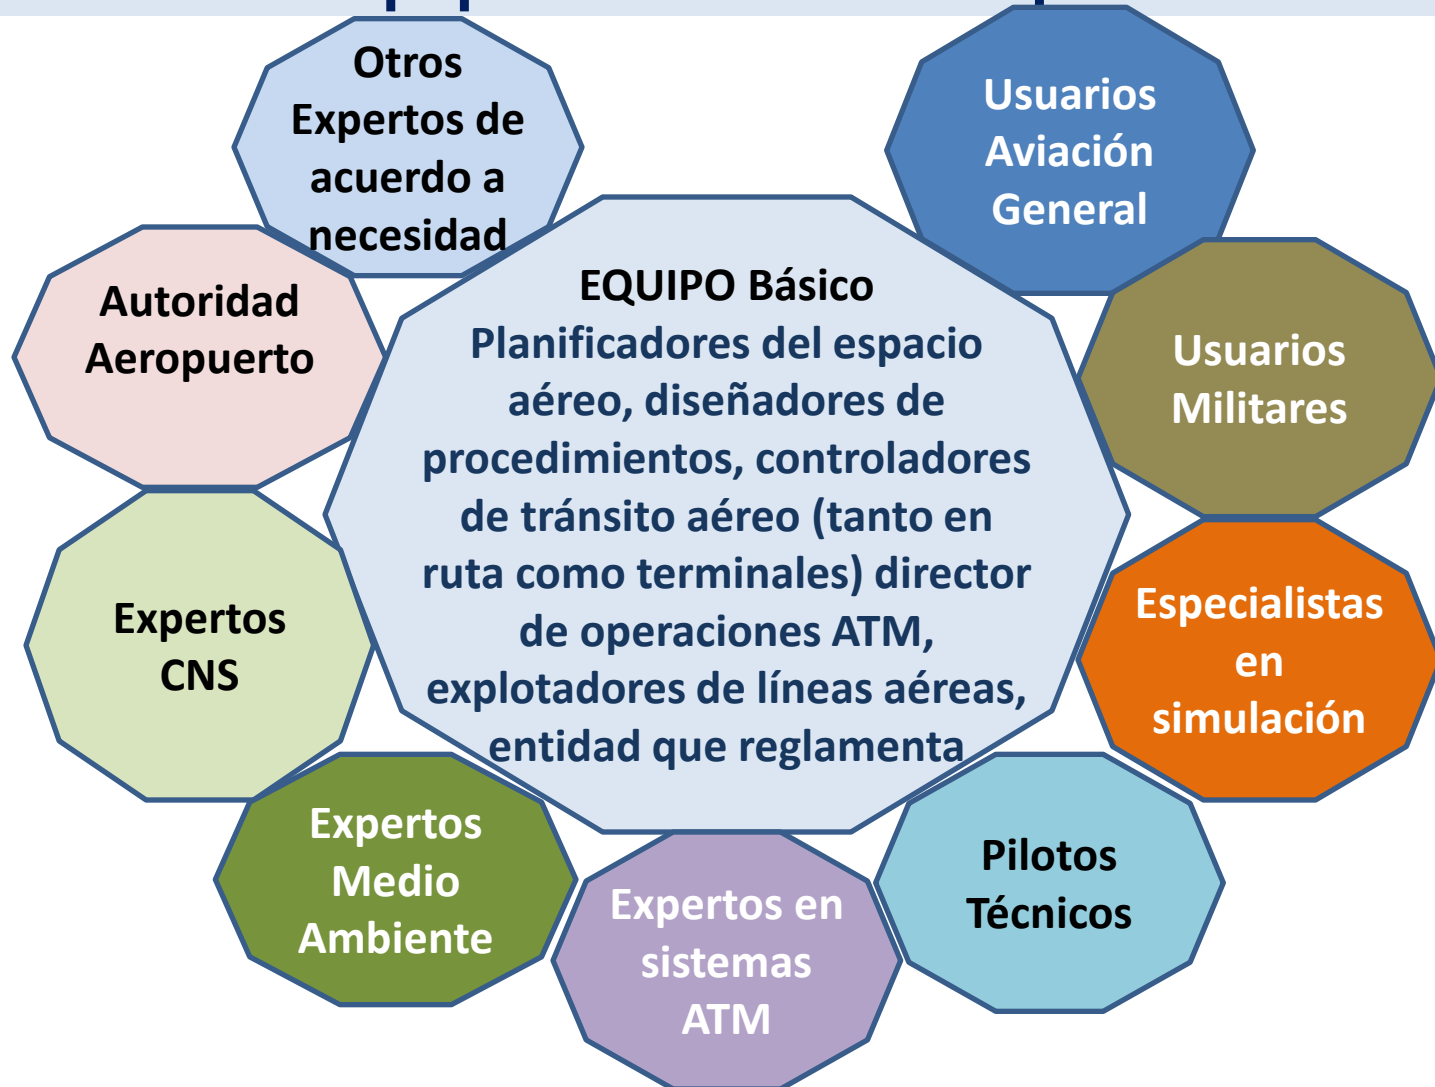 Otros
Expertos de
acuerdo a
necesidad
Usuarios
Aviación
General
Autoridad
Aeropuerto
EQUIPO Básico
Planificadores del espacio
aéreo, diseñadores de
procedimientos, controladores
de tránsito aéreo (tanto en
ruta como terminales) director
de operaciones ATM,
explotadores de líneas aéreas,
entidad que reglamenta
Usuarios
Militares
Expertos
CNS
Especialistas
en
simulación
Expertos
Medio
Ambiente
Expertos en
sistemas
ATM
Pilotos
Técnicos